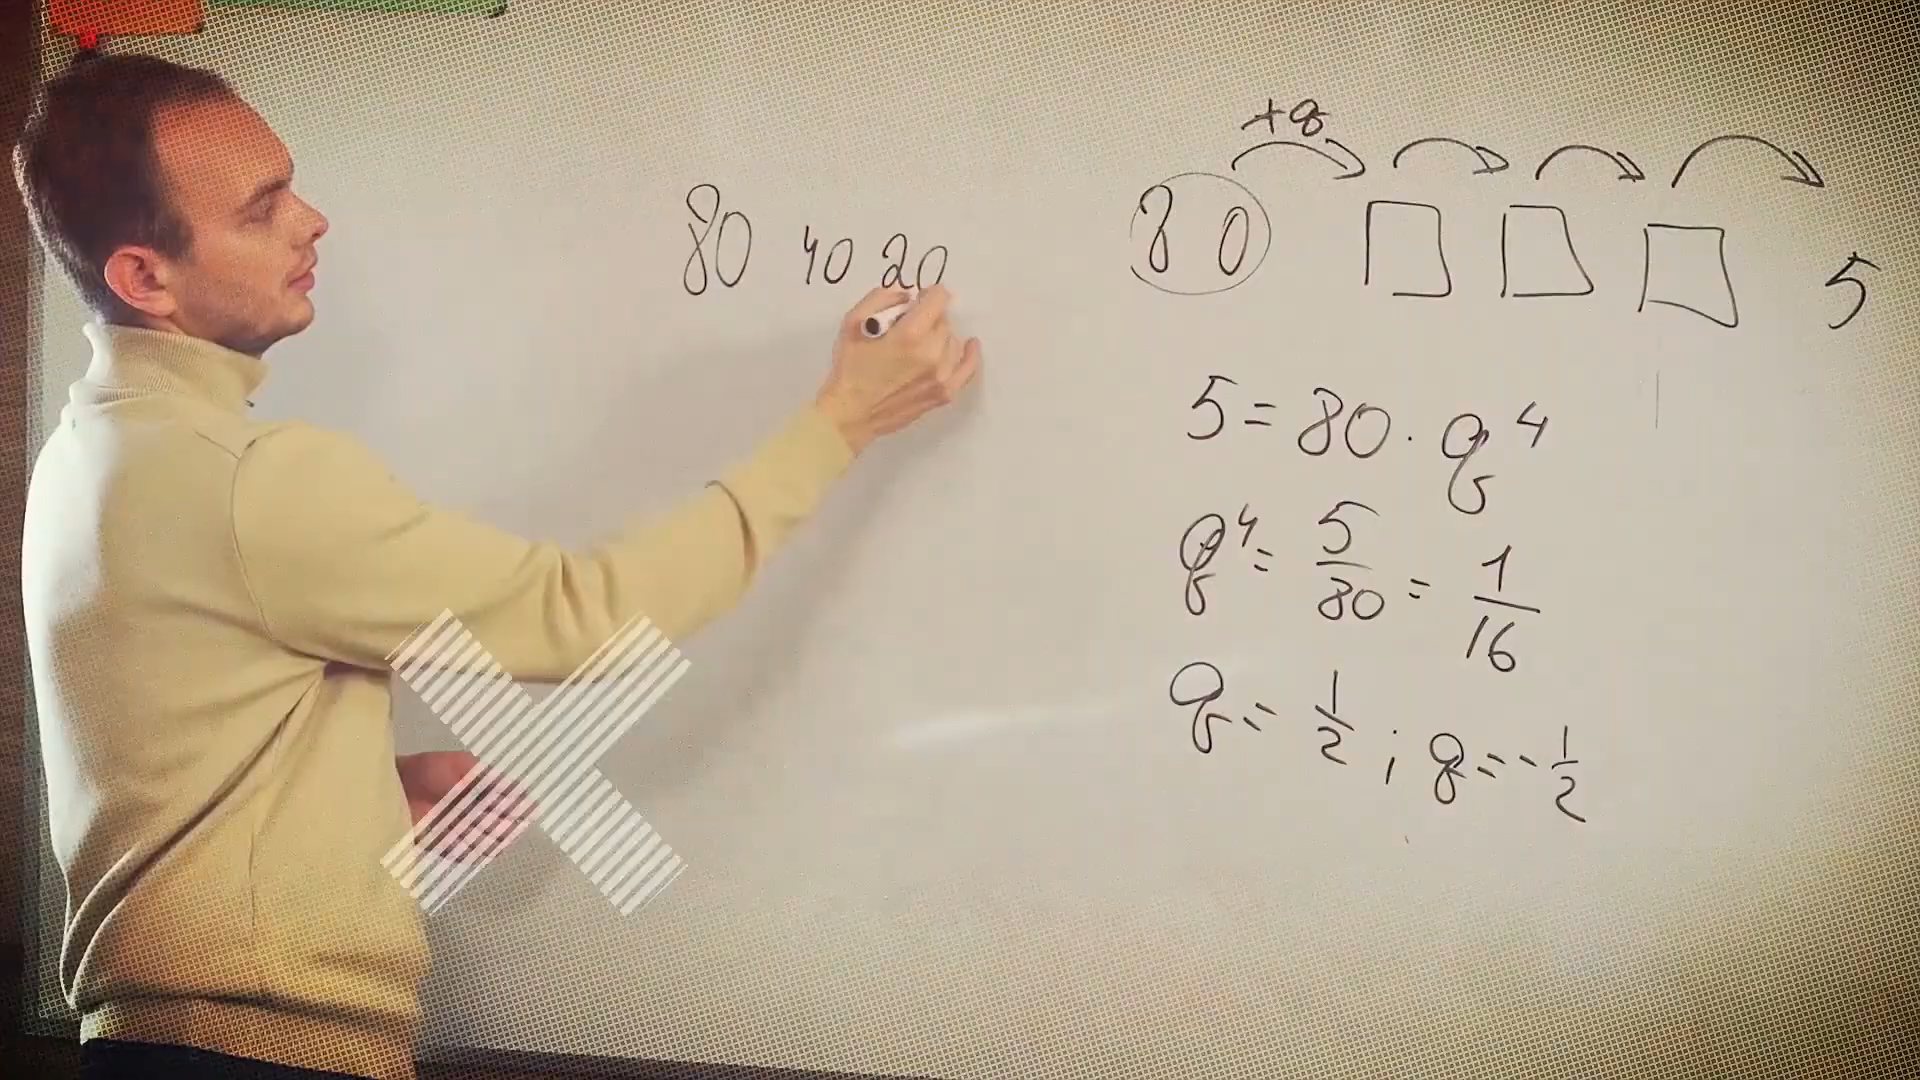 80 40 20
+q
80 □ □ □ 5
5 = 80 · q⁴
q⁴ = 5/80 = 1/16
q = 1/2 ; q = - 1/2